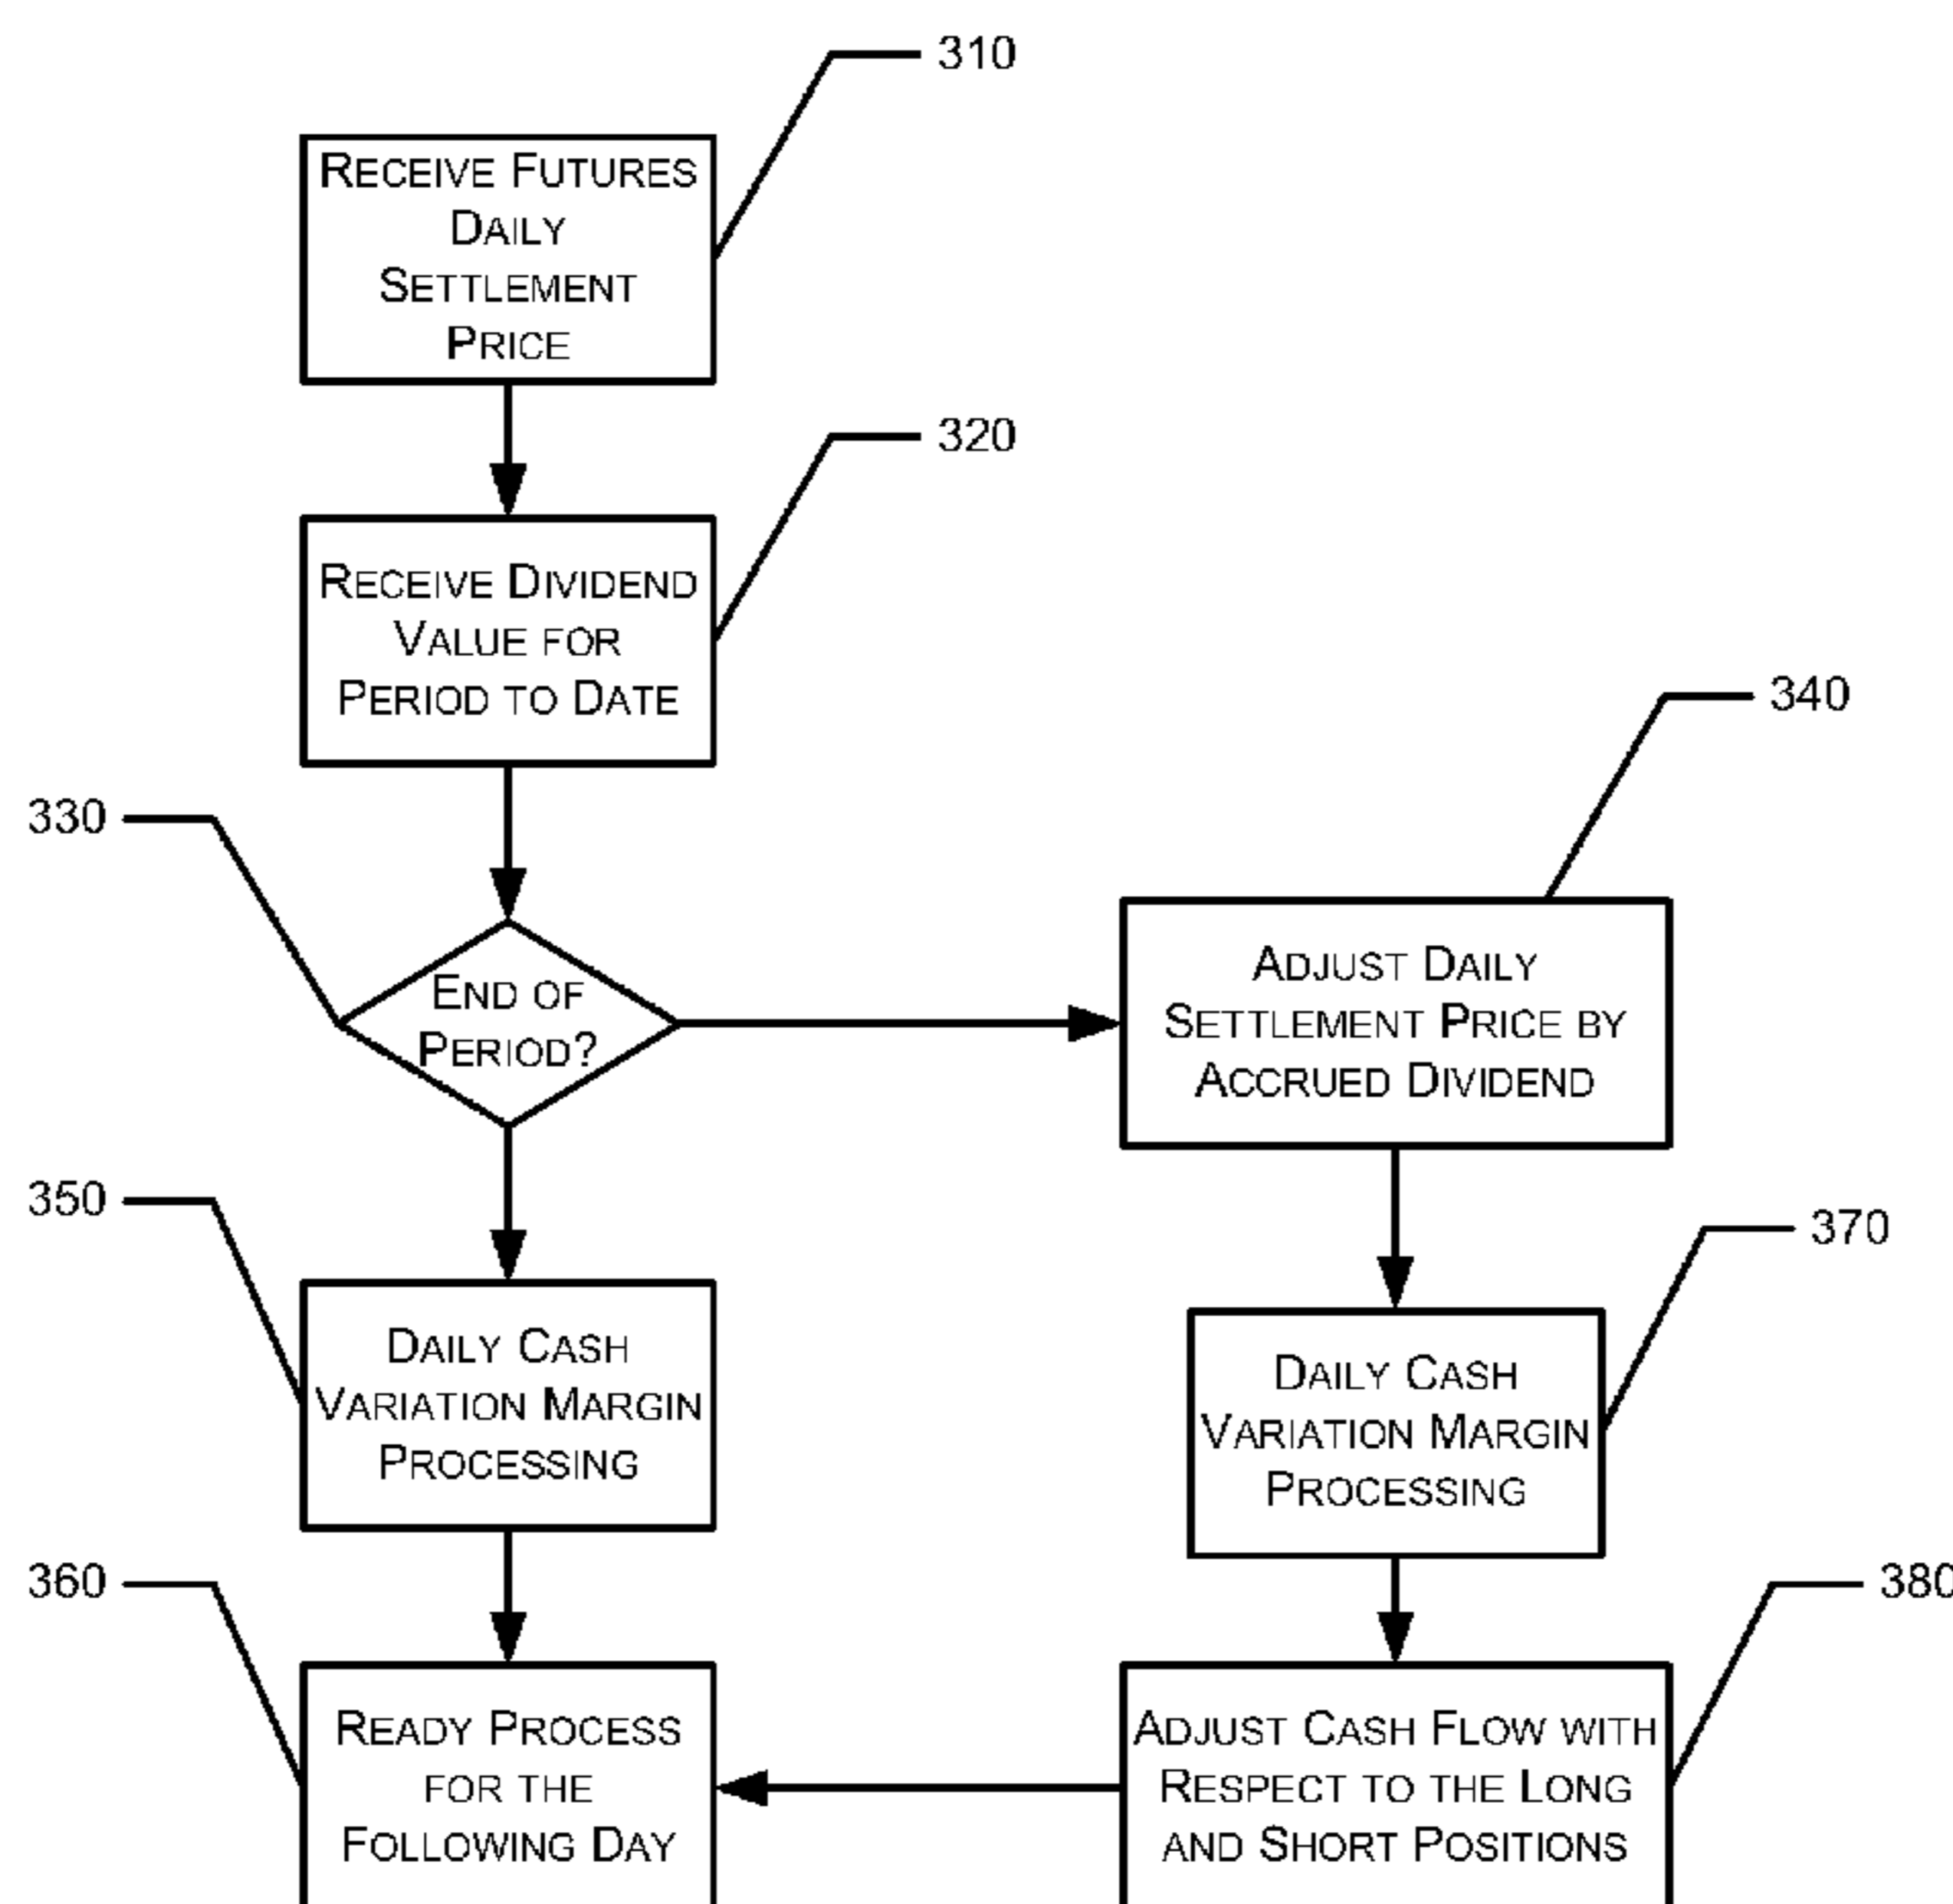 310
RECEIVE FUTURES
DAILY
SETTLEMENT
PRICE
320
RECEIVE DIVIDEND
VALUE FOR
PERIOD TO DATE
330
END OF
PERIOD?
340
ADJUST DAILY
SETTLEMENT PRICE BY
ACCRUED DIVIDEND
350
DAILY CASH
VARIATION MARGIN
PROCESSING
370
DAILY CASH
VARIATION MARGIN
PROCESSING
360
READY PROCESS
FOR THE
FOLLOWING DAY
380
ADJUST CASH FLOW WITH
RESPECT TO THE LONG
AND SHORT POSITIONS